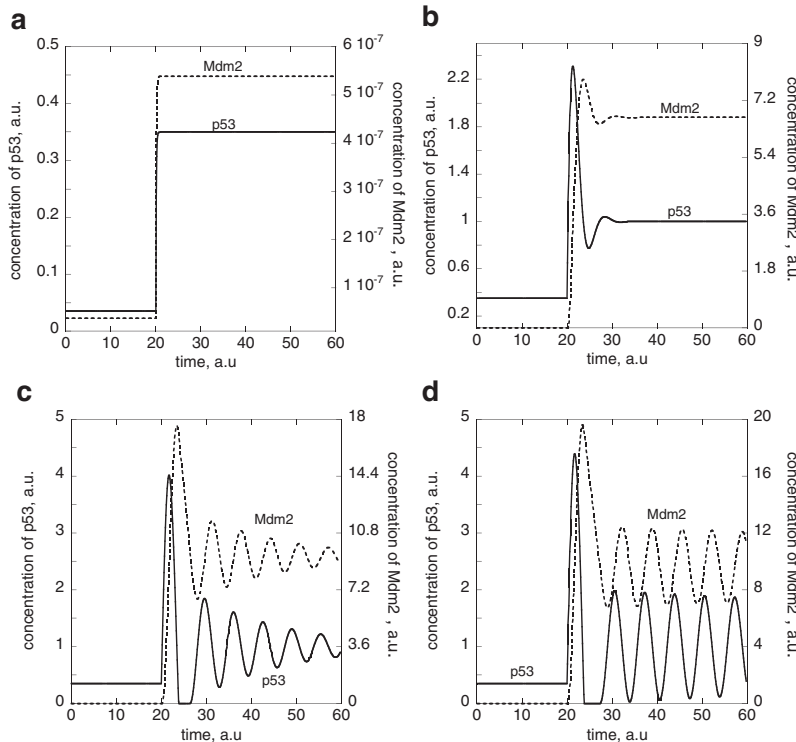 a
concentration of p53, a.u.
0.5
0.4
0.3
0.2
0.1
0
Mdm2
p53
6 10⁻⁷
5 10⁻⁷
4 10⁻⁷
3 10⁻⁷
2 10⁻⁷
1 10⁻⁷
0
concentration of Mdm2 , a.u.
0 10 20 30 40 50 60
time, a.u
b
concentration of p53, a.u.
2.2
1.8
1.4
1
0.6
0.2
Mdm2
p53
9
7.2
5.4
3.6
1.8
0
concentration of Mdm2 , a.u.
0 10 20 30 40 50 60
time, a.u
c
concentration of p53, a.u.
5
4
3
2
1
0
Mdm2
p53
18
14.4
10.8
7.2
3.6
0
concentration of Mdm2 , a.u.
0 10 20 30 40 50 60
time, a.u
d
concentration of p53, a.u.
5
4
3
2
1
0
Mdm2
p53
20
16
12
8
4
0
concentration of Mdm2 , a.u.
0 10 20 30 40 50 60
time, a.u